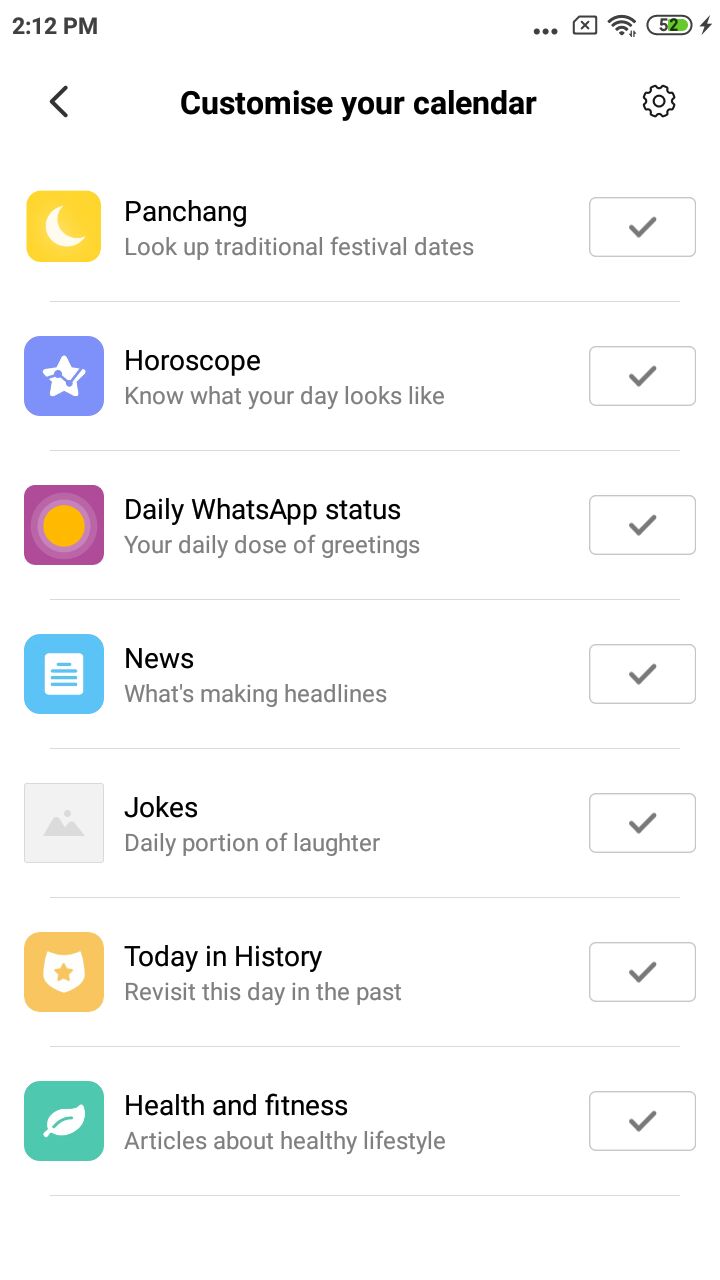 2:12 PM
52
Customise your calendar
Panchang
Look up traditional festival dates
Horoscope
Know what your day looks like
Daily WhatsApp status
Your daily dose of greetings
News
What's making headlines
Jokes
Daily portion of laughter
Today in History
Revisit this day in the past
Health and fitness
Articles about healthy lifestyle